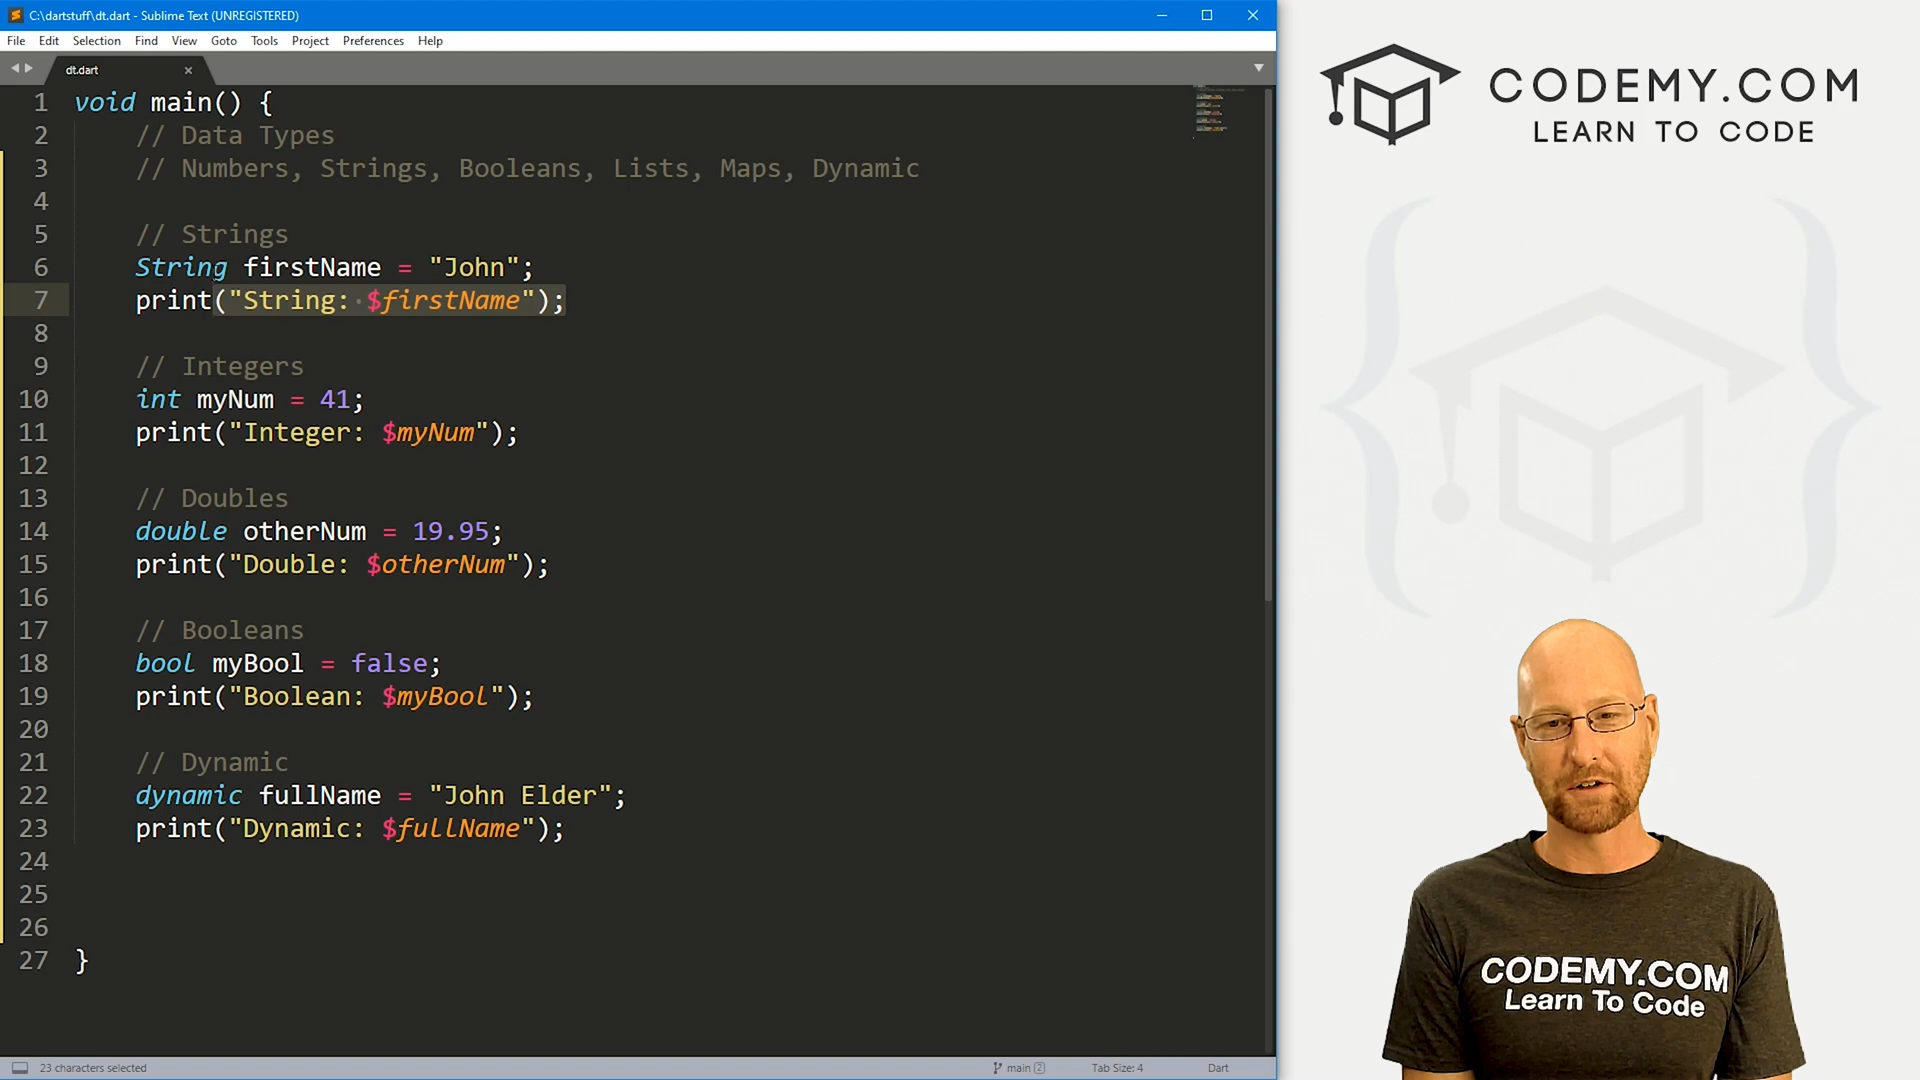 C:\dartstuff\dt.dart - Sublime Text (UNREGISTERED)
File Edit Selection Find View Goto Tools Project Preferences Help
dt.dart
1 void main() {
2 // Data Types
3 // Numbers, Strings, Booleans, Lists, Maps, Dynamic
4
5 // Strings
6 String firstName = "John";
7 print("String: $firstName");
8
9 // Integers
10 int myNum = 41;
11 print("Integer: $myNum");
12
13 // Doubles
14 double otherNum = 19.95;
15 print("Double: $otherNum");
16
17 // Booleans
18 bool myBool = false;
19 print("Boolean: $myBool");
20
21 // Dynamic
22 dynamic fullName = "John Elder";
23 print("Dynamic: $fullName");
24
25
26
27 }
23 characters selected
main 2
Tab Size: 4
Dart
CODEMY.COM
LEARN TO CODE
CODEMY.COM
Learn To Code